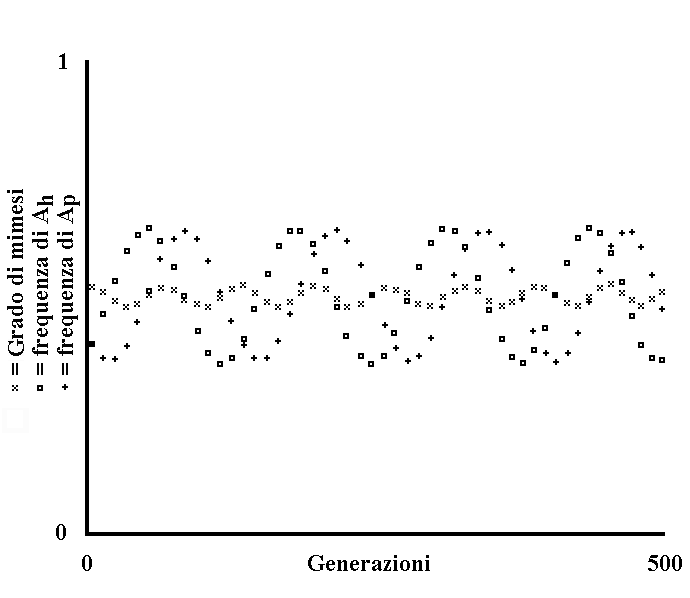 1
× = Grado di mimesi
▫ = frequenza di Ah
+ = frequenza di Ap
0
0 Generazioni 500